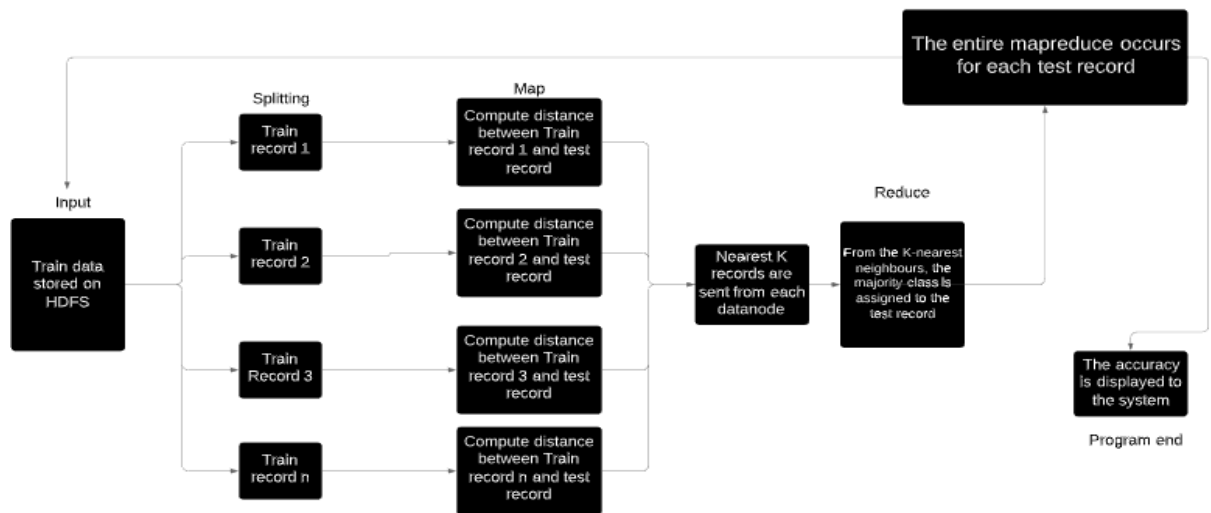 The entire mapreduce occurs
for each test record
Splitting
Map
Train
record 1
Compute distance
between Train
record 1 and test
record
Input
Train data
stored on
HDFS
Train
record 2
Compute distance
between Train
record 2 and test
record
Reduce
Nearest K
records are
sent from each
datanode
From the K-nearest
neighbours, the
majority class is
assigned to the
test record
Train
Record 3
Compute distance
between Train
record 3 and test
record
The accuracy
is displayed to
the system
Program end
Train
record n
Compute distance
between Train
record n and test
record